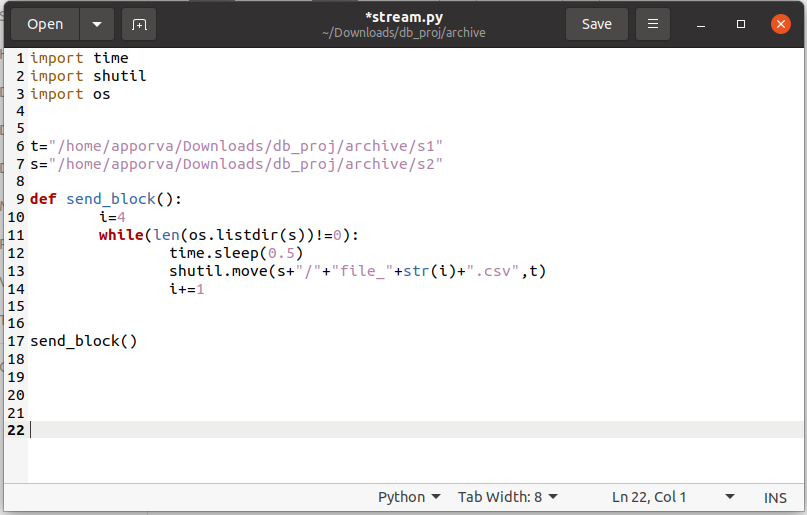 Open
*stream.py
~/Downloads/db_proj/archive
Save
1 import time
2 import shutil
3 import os
4
5
6 t="/home/apporva/Downloads/db_proj/archive/s1"
7 s="/home/apporva/Downloads/db_proj/archive/s2"
8
9 def send_block():
10         i=4
11         while(len(os.listdir(s))!=0):
12                 time.sleep(0.5)
13                 shutil.move(s+"/"+"file_"+str(i)+".csv",t)
14                 i+=1
15
16
17 send_block()
18
19
20
21
22
Python Tab Width: 8 Ln 22, Col 1 INS